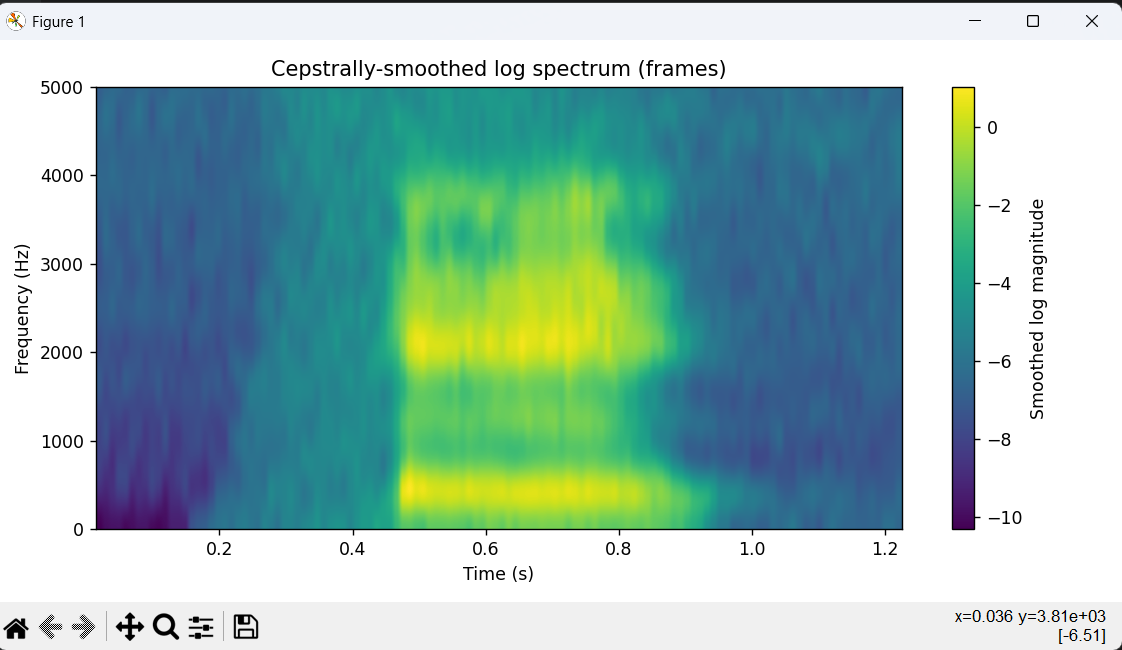 Figure 1
Cepstrally-smoothed log spectrum (frames)
5000
4000
3000
2000
1000
0
Frequency (Hz)
0.2 0.4 0.6 0.8 1.0 1.2
Time (s)
0
−2
−4
−6
−8
−10
Smoothed log magnitude
x=0.036 y=3.81e+03
[-6.51]